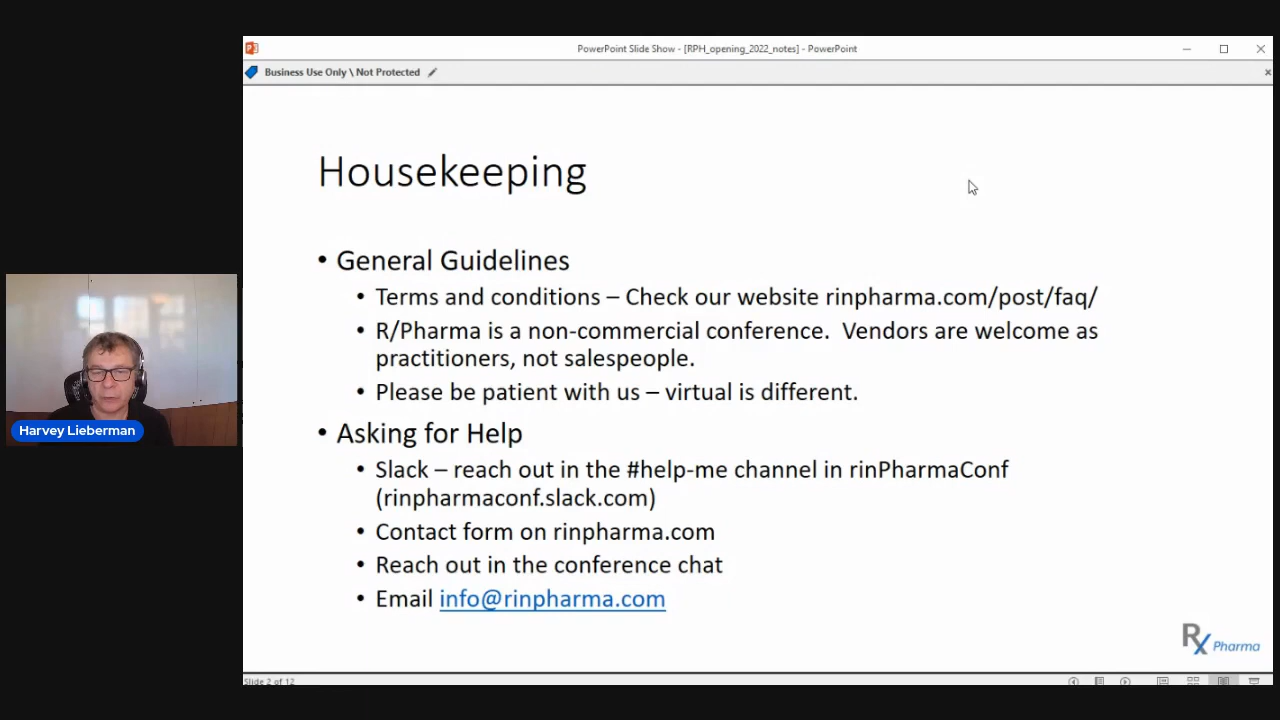 PowerPoint Slide Show - [RPH_opening_2022_notes] - PowerPoint
Business Use Only \ Not Protected
Housekeeping
• General Guidelines
• Terms and conditions – Check our website rinpharma.com/post/faq/
• R/Pharma is a non-commercial conference.  Vendors are welcome as
practitioners, not salespeople.
• Please be patient with us – virtual is different.
• Asking for Help
• Slack – reach out in the #help-me channel in rinPharmaConf
(rinpharmaconf.slack.com)
• Contact form on rinpharma.com
• Reach out in the conference chat
• Email info@rinpharma.com
Harvey Lieberman
Rx Pharma
Slide 2 of 12